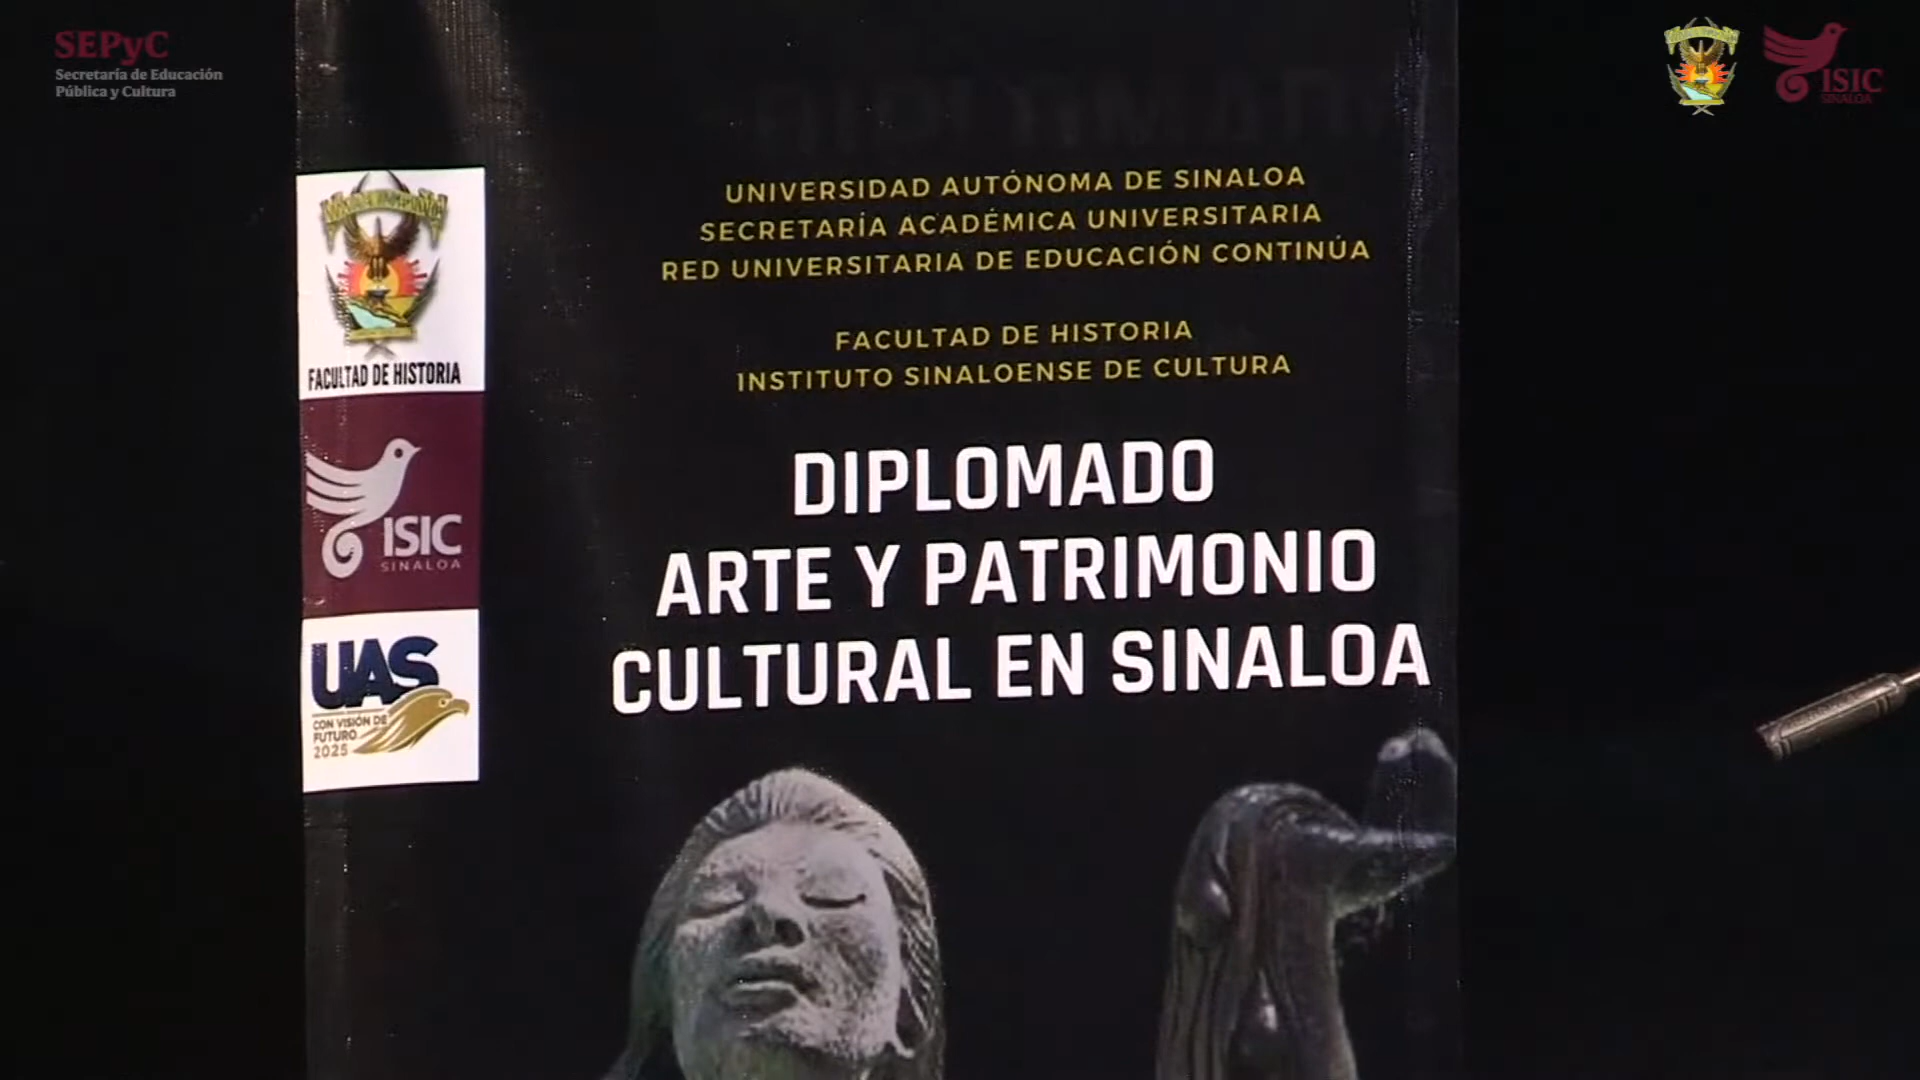 SEPyC
Secretaría de Educación
Pública y Cultura
ISIC
SINALOA
UNIVERSIDAD AUTÓNOMA DE SINALOA
SECRETARÍA ACADÉMICA UNIVERSITARIA
RED UNIVERSITARIA DE EDUCACIÓN CONTINÚA
FACULTAD DE HISTORIA
INSTITUTO SINALOENSE DE CULTURA
DIPLOMADO
ARTE Y PATRIMONIO
CULTURAL EN SINALOA
FACULTAD DE HISTORIA
ISIC
SINALOA
UAS
CON VISIÓN DE
FUTURO
2025